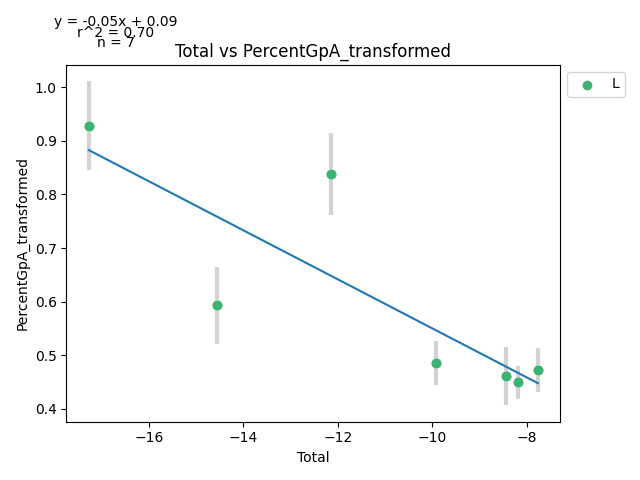 y = -0.05x + 0.09
r^2 = 0.70
n = 7
Total vs PercentGpA_transformed
L
PercentGpA_transformed
1.0
0.9
0.8
0.7
0.6
0.5
0.4
−16
−14
−12
−10
−8
Total